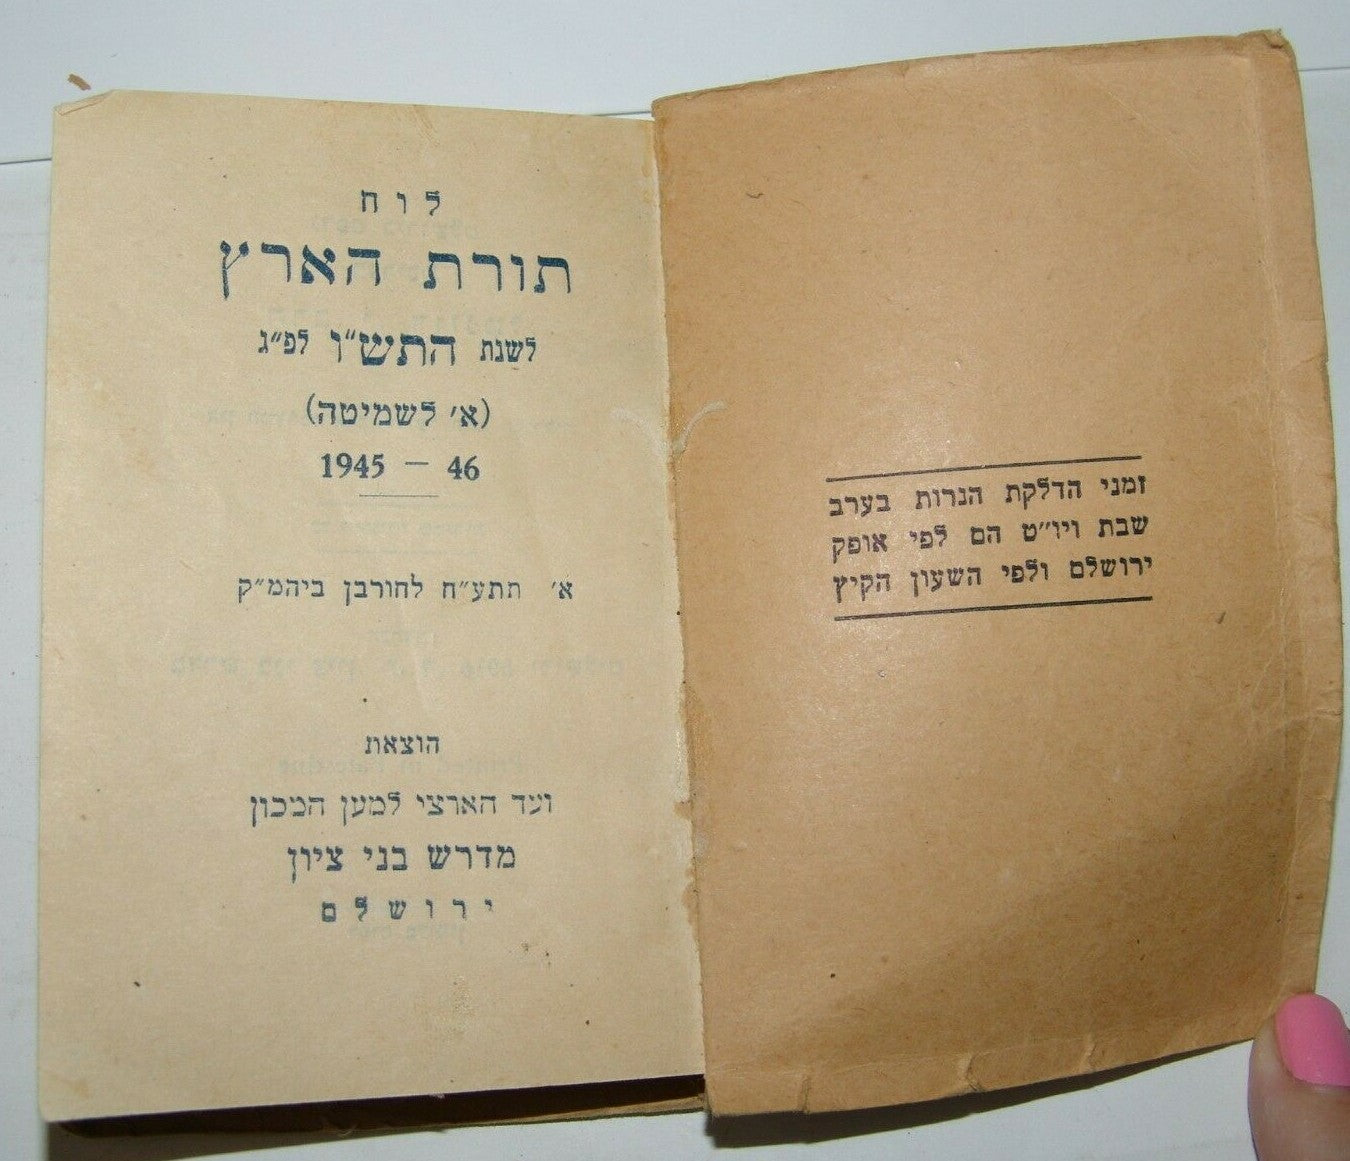 זמני הדלקת הנרות בערב
שבת ויו"ט הם לפי אופק
ירושלם ולפי השעון הקיץ
לוח
תורת הארץ
לשנת התש"ו לפ"ג
(א׳ לשמיטה)
1945 — 46
א׳ תתע"ח לחורבן ביהמ"ק
הוצאת
ועד הארצי למען המכון
מדרש בני ציון
ירושלם